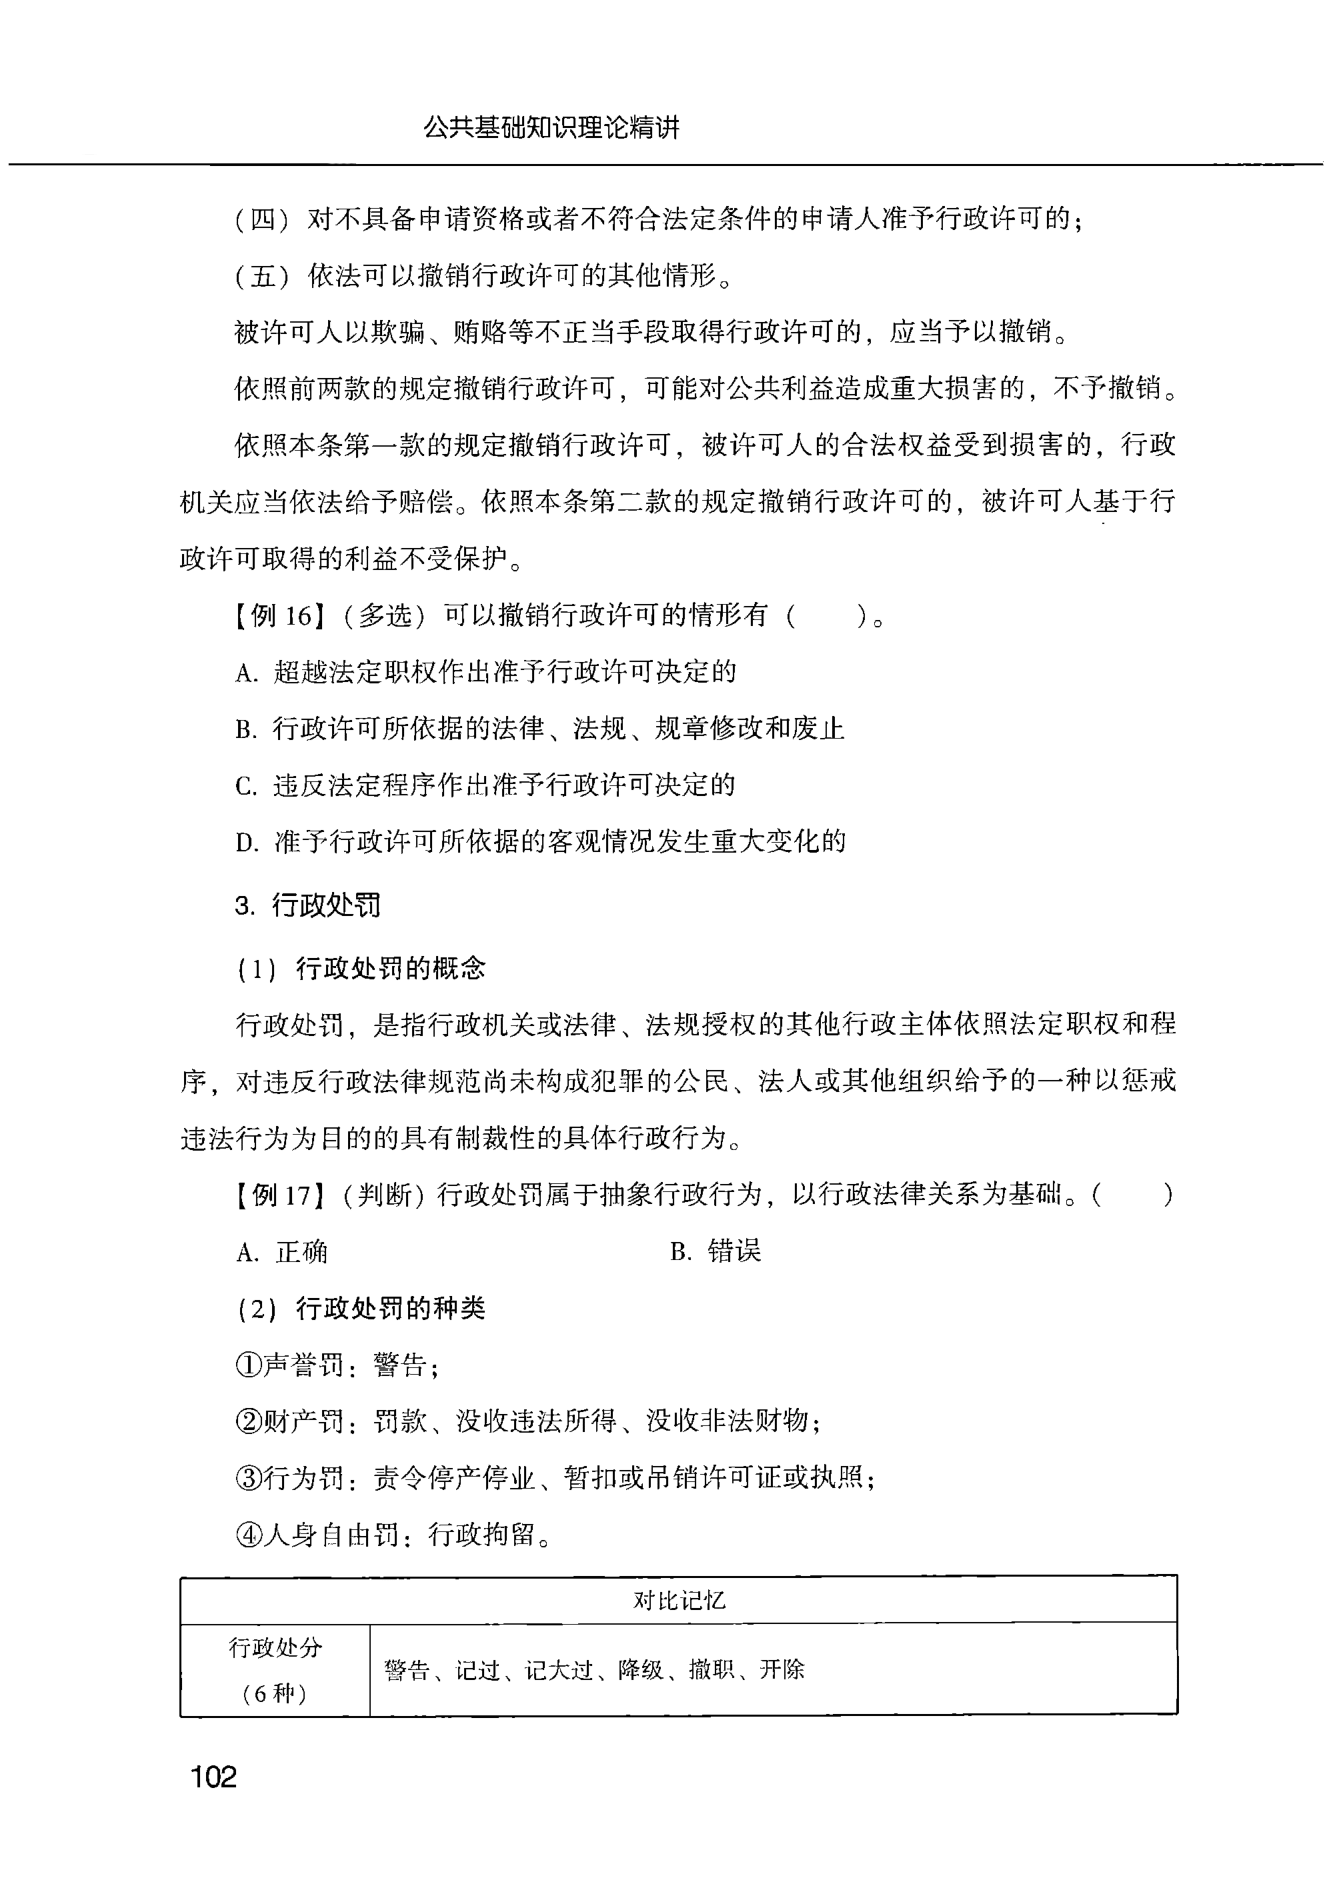 公共基础知识理论精讲
（四）对不具备申请资格或者不符合法定条件的申请人准予行政许可的；
（五）依法可以撤销行政许可的其他情形。
被许可人以欺骗、贿赂等不正当手段取得行政许可的，应当予以撤销。
依照前两款的规定撤销行政许可，可能对公共利益造成重大损害的，不予撤销。
依照本条第一款的规定撤销行政许可，被许可人的合法权益受到损害的，行政
机关应当依法给予赔偿。依照本条第二款的规定撤销行政许可的，被许可人基于行
政许可取得的利益不受保护。
【例 16】（多选）可以撤销行政许可的情形有（　　）。
A. 超越法定职权作出准予行政许可决定的
B. 行政许可所依据的法律、法规、规章修改和废止
C. 违反法定程序作出准予行政许可决定的
D. 准予行政许可所依据的客观情况发生重大变化的
3. 行政处罚
（1）行政处罚的概念
行政处罚，是指行政机关或法律、法规授权的其他行政主体依照法定职权和程
序，对违反行政法律规范尚未构成犯罪的公民、法人或其他组织给予的一种以惩戒
违法行为为目的的具有制裁性的具体行政行为。
【例 17】（判断）行政处罚属于抽象行政行为，以行政法律关系为基础。（　　）
A. 正确　　B. 错误
（2）行政处罚的种类
①声誉罚：警告；
②财产罚：罚款、没收违法所得、没收非法财物；
③行为罚：责令停产停业、暂扣或吊销许可证或执照；
④人身自由罚：行政拘留。
对比记忆
行政处分
（6 种）
警告、记过、记大过、降级、撤职、开除
102